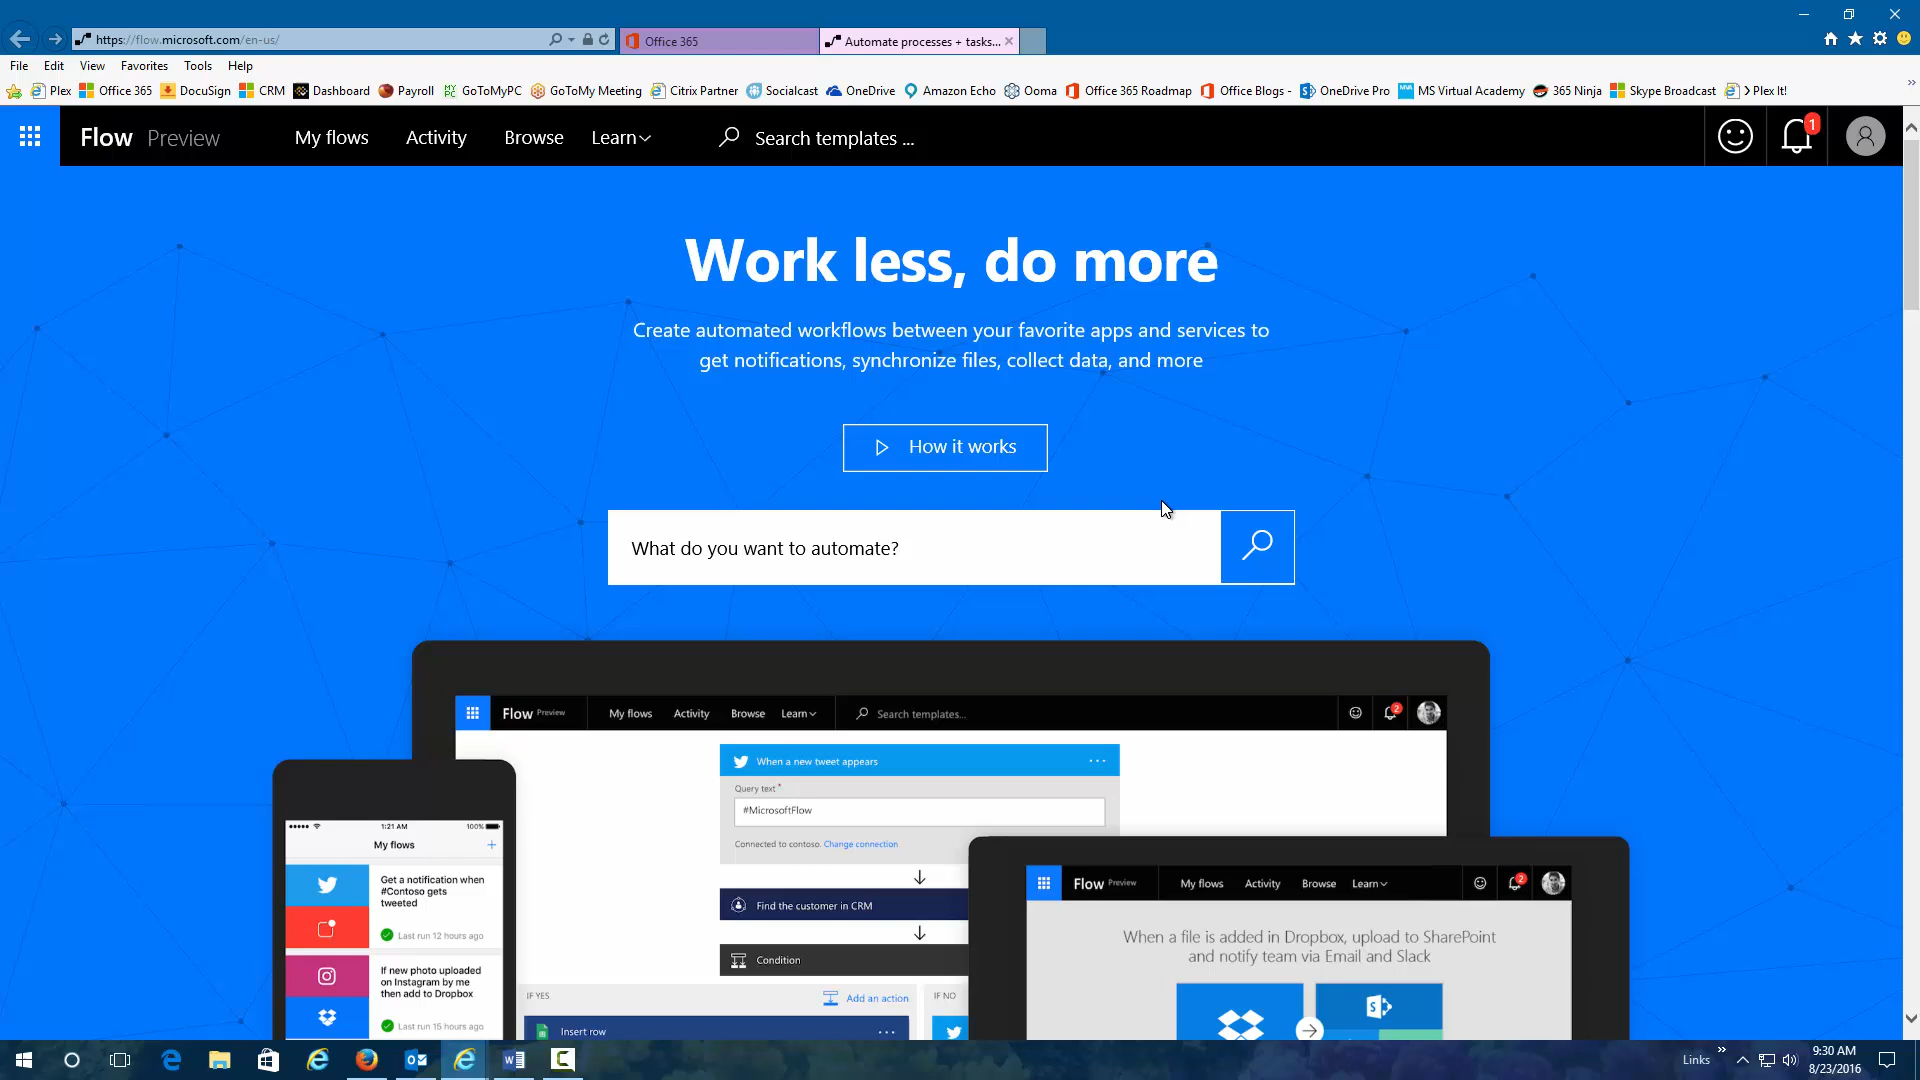 https://flow.microsoft.com/en-us/
Office 365
Automate processes + tasks...
File Edit View Favorites Tools Help
Plex Office 365 DocuSign CRM Dashboard Payroll GoToMyPC GoToMy Meeting Citrix Partner Socialcast OneDrive Amazon Echo Ooma Office 365 Roadmap Office Blogs - OneDrive Pro MS Virtual Academy 365 Ninja Skype Broadcast > Plex It!
Flow Preview My flows Activity Browse Learn Search templates ... 1
Work less, do more
Create automated workflows between your favorite apps and services to
get notifications, synchronize files, collect data, and more
How it works
What do you want to automate?
Flow Preview My flows Activity Browse Learn Search templates... 2
When a new tweet appears
Query text *
#MicrosoftFlow
Connected to contoso. Change connection
Find the customer in CRM
Condition
IF YES Add an action IF NO
Insert row
1:21 AM 100%
My flows +
Get a notification when
#Contoso gets
tweeted
Last run 12 hours ago
If new photo uploaded
on Instagram by me
then add to Dropbox
Last run 15 hours ago
Flow Preview My flows Activity Browse Learn 2
When a file is added in Dropbox, upload to SharePoint
and notify team via Email and Slack
Links
9:30 AM
8/23/2016